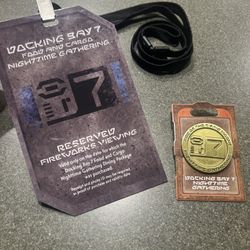 DOCKING BAY 7
FOOD AND CARGO
NIGHTTIME GATHERING
7
RESERVED
FIREWORKS VIEWING
Valid only on the date for which the
Docking Bay 7 Food and Cargo
Nighttime Gathering Dining Package
was purchased.
DOCKING BAY 7
NIGHTTIME
GATHERING